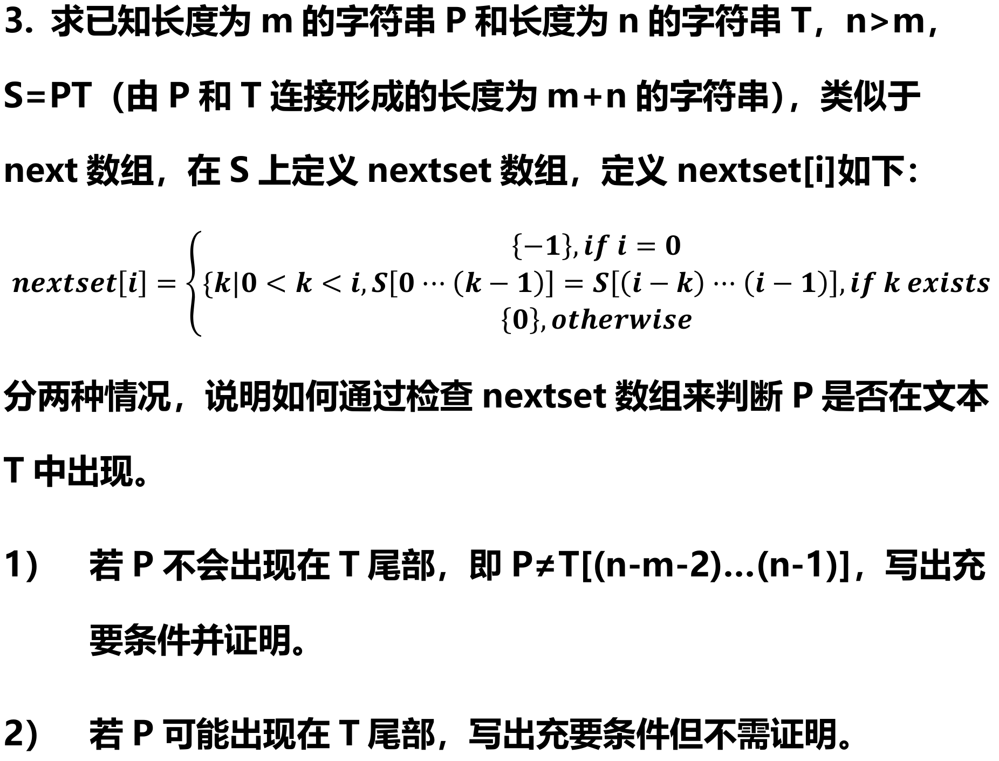 3. 求已知长度为 m 的字符串 P 和长度为 n 的字符串 T，n>m，
S=PT（由 P 和 T 连接形成的长度为 m+n 的字符串），类似于
next 数组，在 S 上定义 nextset 数组，定义 nextset[i]如下：
{−1}, if i = 0
nextset[i] = { {k|0 < k < i, S[0 ⋯ (k − 1)] = S[(i − k) ⋯ (i − 1)], if k exists
{0}, otherwise
分两种情况，说明如何通过检查 nextset 数组来判断 P 是否在文本
T 中出现。
1） 若 P 不会出现在 T 尾部，即 P≠T[(n-m-2)…(n-1)]，写出充
要条件并证明。
2） 若 P 可能出现在 T 尾部，写出充要条件但不需证明。